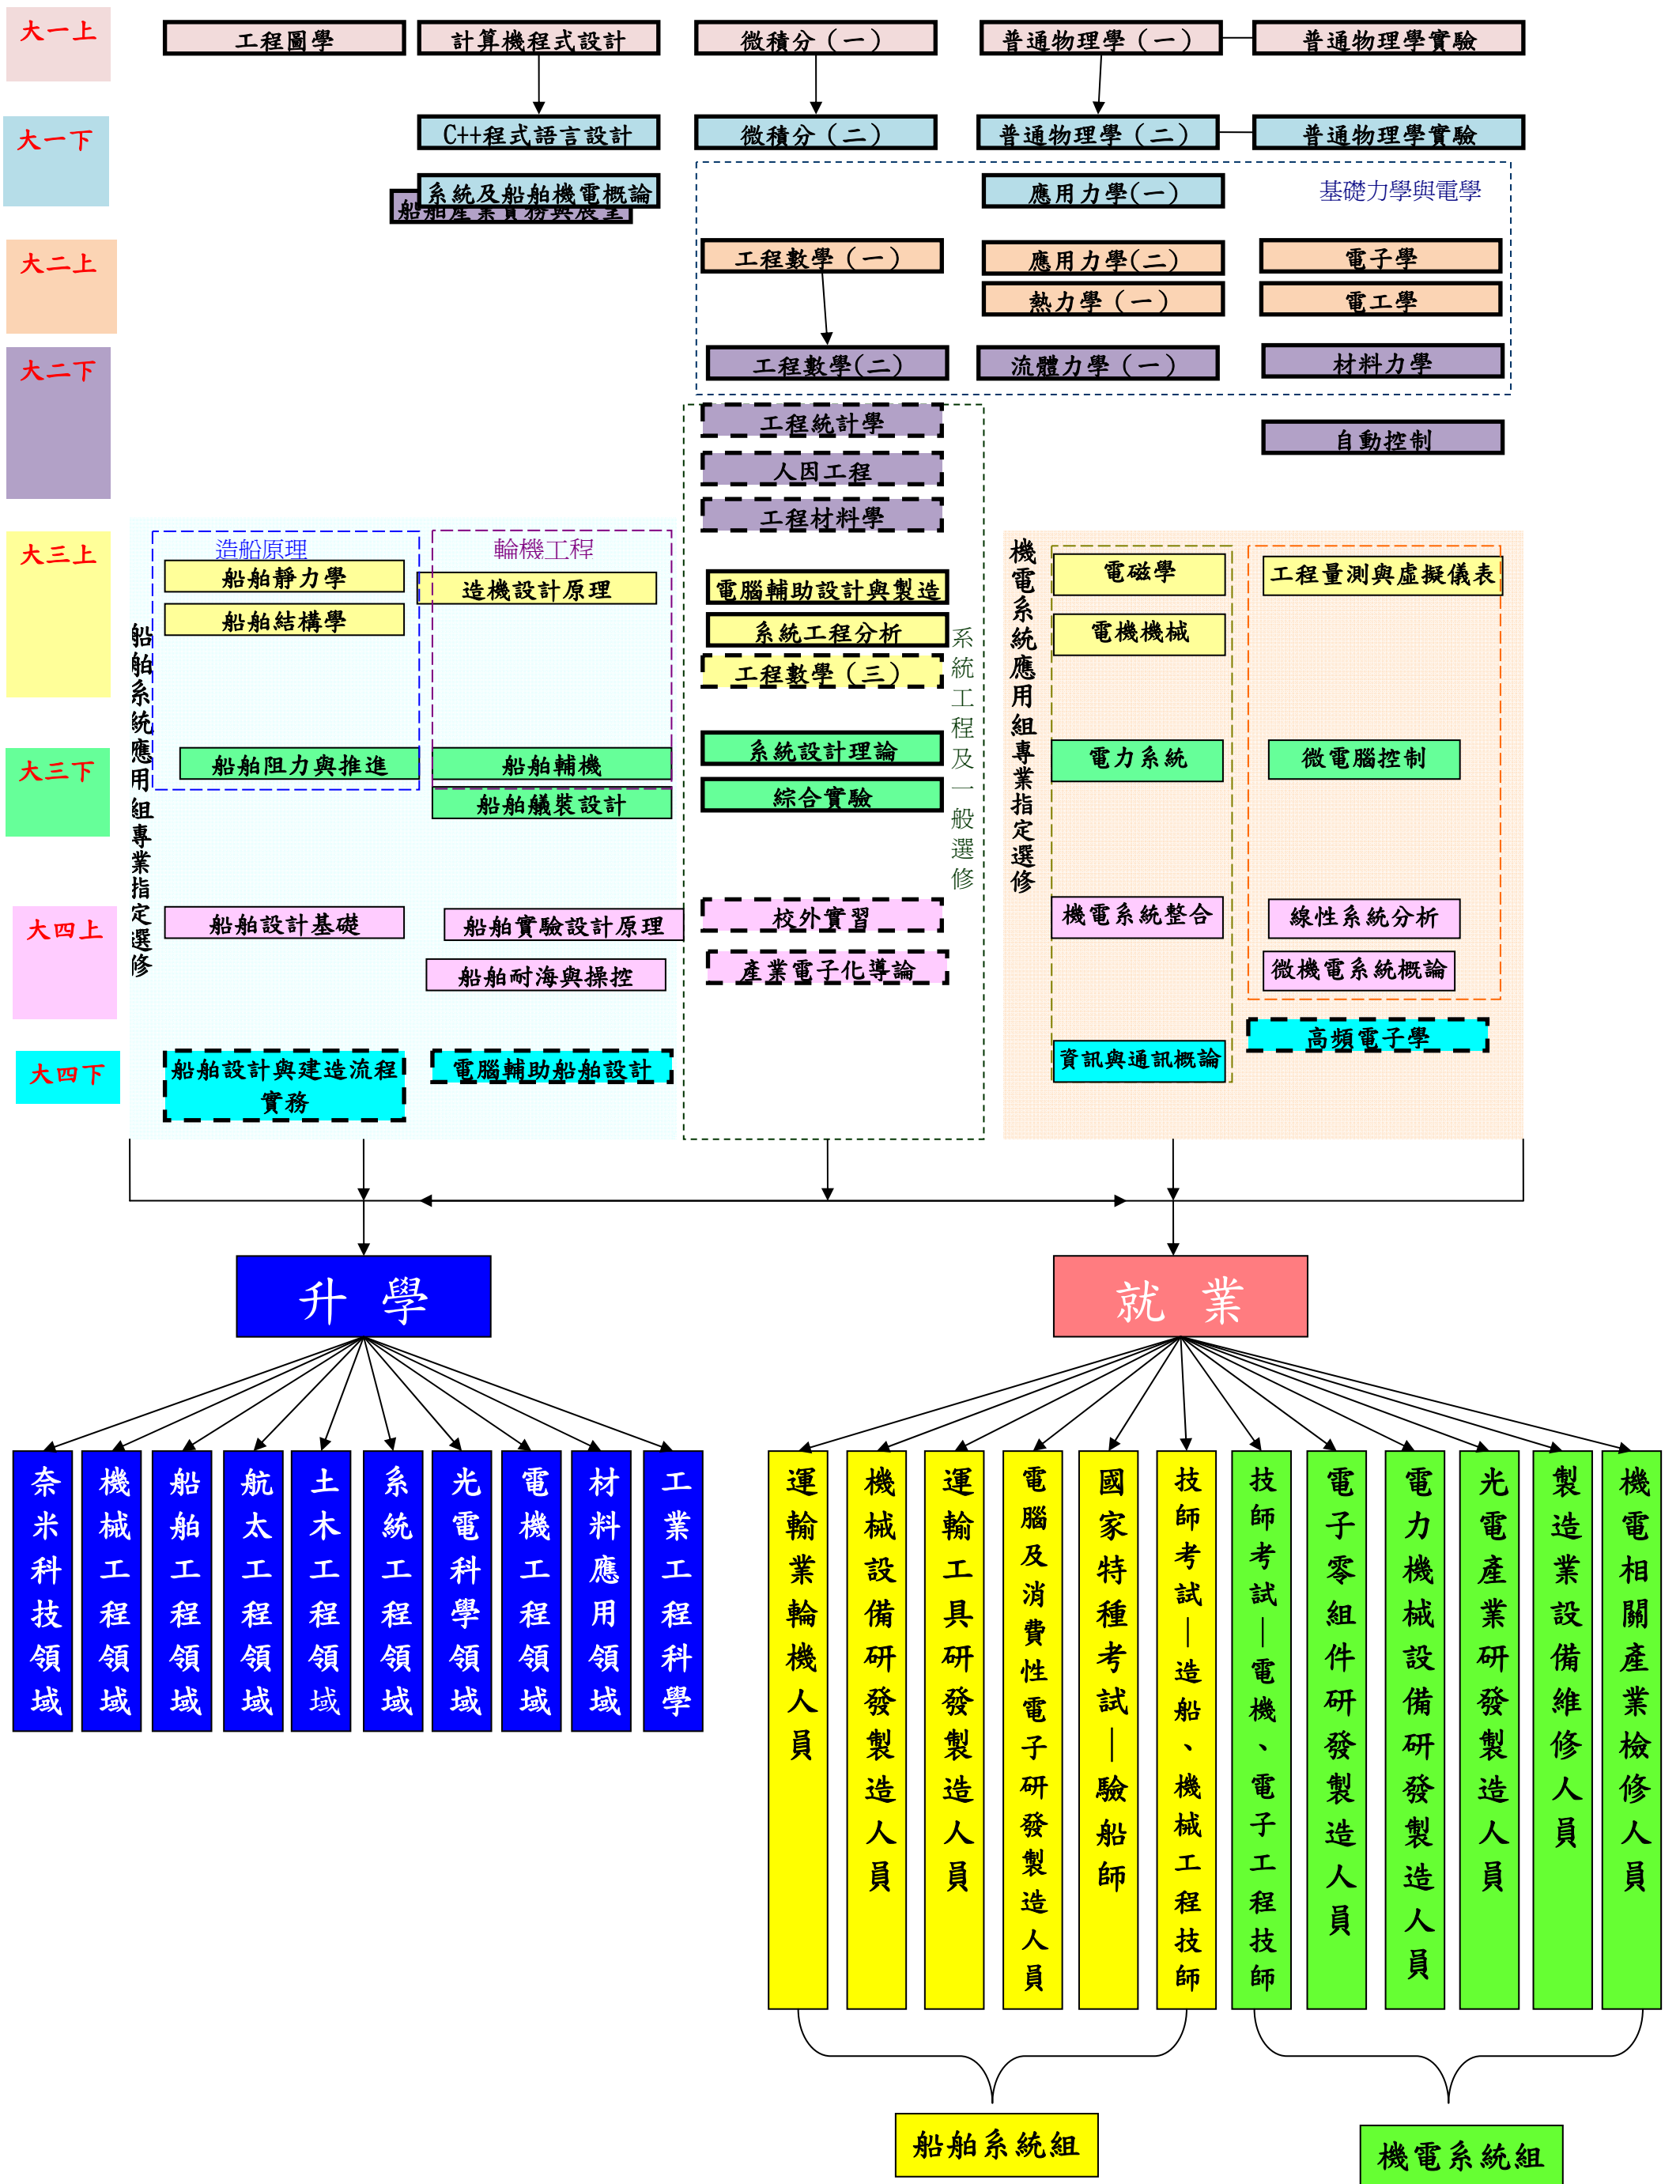 大一上
工程圖學
計算機程式設計
微積分（一）
普通物理學（一）
普通物理學實驗
大一下
C++程式語言設計
微積分（二）
普通物理學（二）
普通物理學實驗
系統及船舶機電概論
船舶產業實務與展望
應用力學(一)
基礎力學與電學
大二上
工程數學（一）
應用力學(二)
電子學
熱力學（一）
電工學
大二下
工程數學(二)
流體力學（一）
材料力學
工程統計學
自動控制
人因工程
工程材料學
大三上
造船原理
輪機工程
船舶靜力學
造機設計原理
電腦輔助設計與製造
電磁學
工程量測與虛擬儀表
船舶結構學
系統工程分析
電機機械
工程數學（三）
船舶系統應用組專業指定選修
系統工程及一般選修
機電系統應用組專業指定選修
大三下
船舶阻力與推進
船舶輔機
系統設計理論
電力系統
微電腦控制
船舶艤裝設計
綜合實驗
大四上
船舶設計基礎
船舶實驗設計原理
校外實習
機電系統整合
線性系統分析
船舶耐海與操控
產業電子化導論
微機電系統概論
大四下
船舶設計與建造流程
實務
電腦輔助船舶設計
資訊與通訊概論
高頻電子學
升 學
就 業
奈米科技領域
機械工程領域
船舶工程領域
航太工程領域
土木工程領域
系統工程領域
光電科學領域
電機工程領域
材料應用領域
工業工程科學
運輸業輪機人員
機械設備研發製造人員
運輸工具研發製造人員
電腦及消費性電子研發製造人員
國家特種考試—驗船師
技師考試—造船、機械工程技師
技師考試—電機、電子工程技師
電子零組件研發製造人員
電力機械設備研發製造人員
光電產業研發製造人員
製造業設備維修人員
機電相關產業檢修人員
船舶系統組
機電系統組